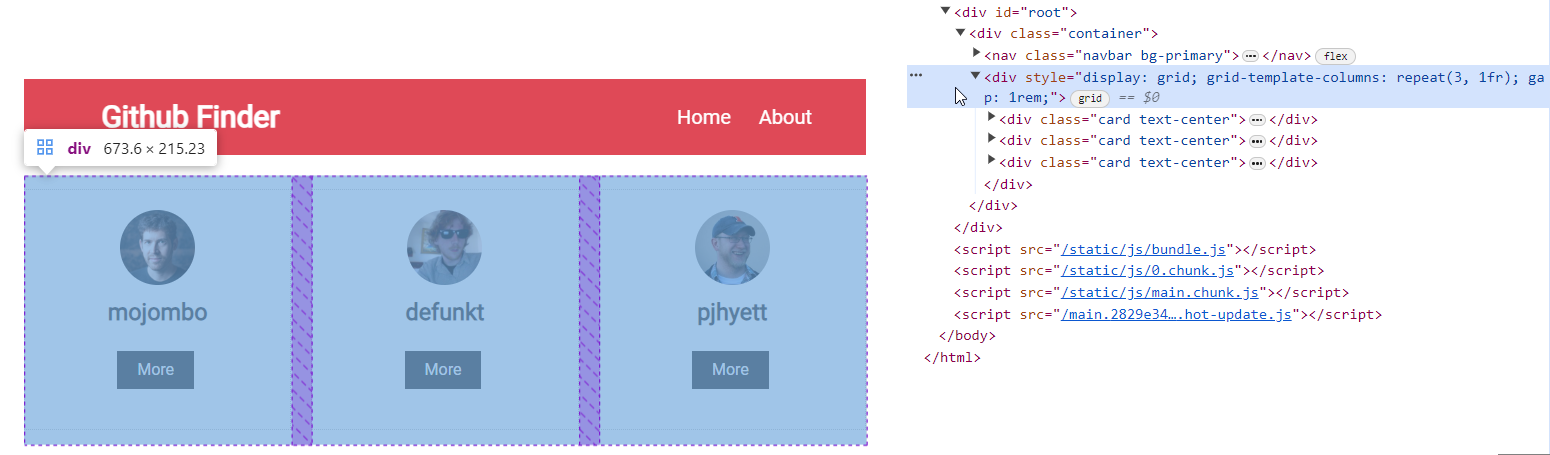 Github Finder
Home
About
div 673.6 × 215.23
mojombo
defunkt
pjhyett
More
More
More
<div id="root">
<div class="container">
<nav class="navbar bg-primary">⋯</nav> flex
⋯ <div style="display: grid; grid-template-columns: repeat(3, 1fr); ga
p: 1rem;"> grid == $0
<div class="card text-center">⋯</div>
<div class="card text-center">⋯</div>
<div class="card text-center">⋯</div>
</div>
</div>
</div>
<script src="/static/js/bundle.js"></script>
<script src="/static/js/0.chunk.js"></script>
<script src="/static/js/main.chunk.js"></script>
<script src="/main.2829e34….hot-update.js"></script>
</body>
</html>